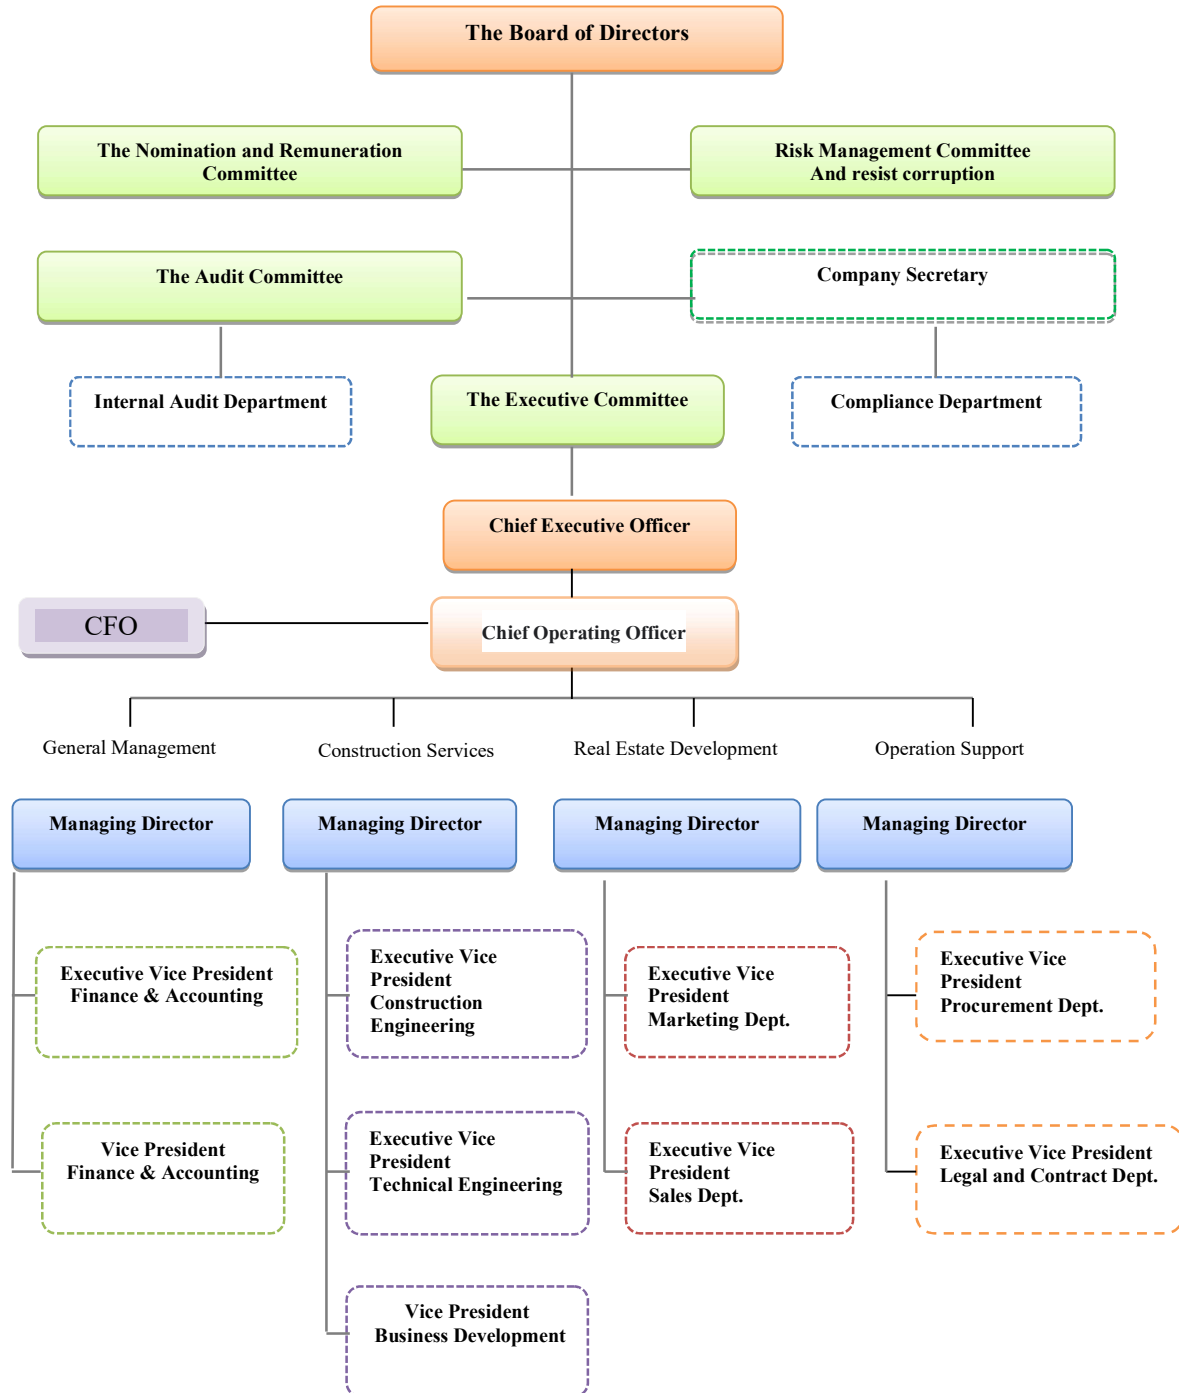 The Board of Directors
The Nomination and Remuneration
Committee
Risk Management Committee
And resist corruption
The Audit Committee
Company Secretary
Internal Audit Department
The Executive Committee
Compliance Department
Chief Executive Officer
CFO
Chief Operating Officer
General Management
Construction Services
Real Estate Development
Operation Support
Managing Director
Managing Director
Managing Director
Managing Director
Executive Vice President
Finance & Accounting
Executive Vice
President
Construction
Engineering
Executive Vice
President
Marketing Dept.
Executive Vice
President
Procurement Dept.
Vice President
Finance & Accounting
Executive Vice
President
Technical Engineering
Executive Vice
President
Sales Dept.
Executive Vice President
Legal and Contract Dept.
Vice President
Business Development